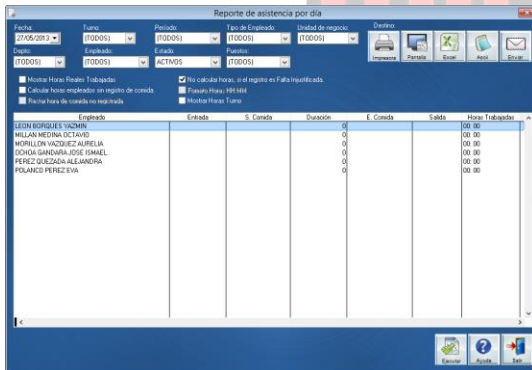 Reporte de asistencia por día
Fecha: Turno: Período: Tipo de Empleado: Unidad de negocio: Destino:
27/05/2013 (TODOS) (TODOS) (TODOS) (TODOS)
Depto: Empleado: Estado: Puestos:
(TODOS) (TODOS) ACTIVOS (TODOS)
Impresora Pantalla Excel Ascii Enviar
Mostrar Horas Reales Trabajadas No calcular horas, si el registro es Falta Injustificada.
Calcular horas empleados sin registro de comida Formato Horas HH:MM
Restar hora de comida no registrada Mostrar Horas Turno
Empleado Entrada S. Comida Duración E. Comida Salida Horas Trabajadas
LEON BORQUES YAZMIN 0 00: 00
MILLAN MEDINA OCTAVIO 0 00: 00
MORILLON VAZQUEZ AURELIA 0 00: 00
OCHOA GANDARA JOSE ISMAEL 0 00: 00
PEREZ QUEZADA ALEJANDRA 0 00: 00
POLANCO PEREZ EVA 0 00: 00
Ejecutar Ayuda Salir